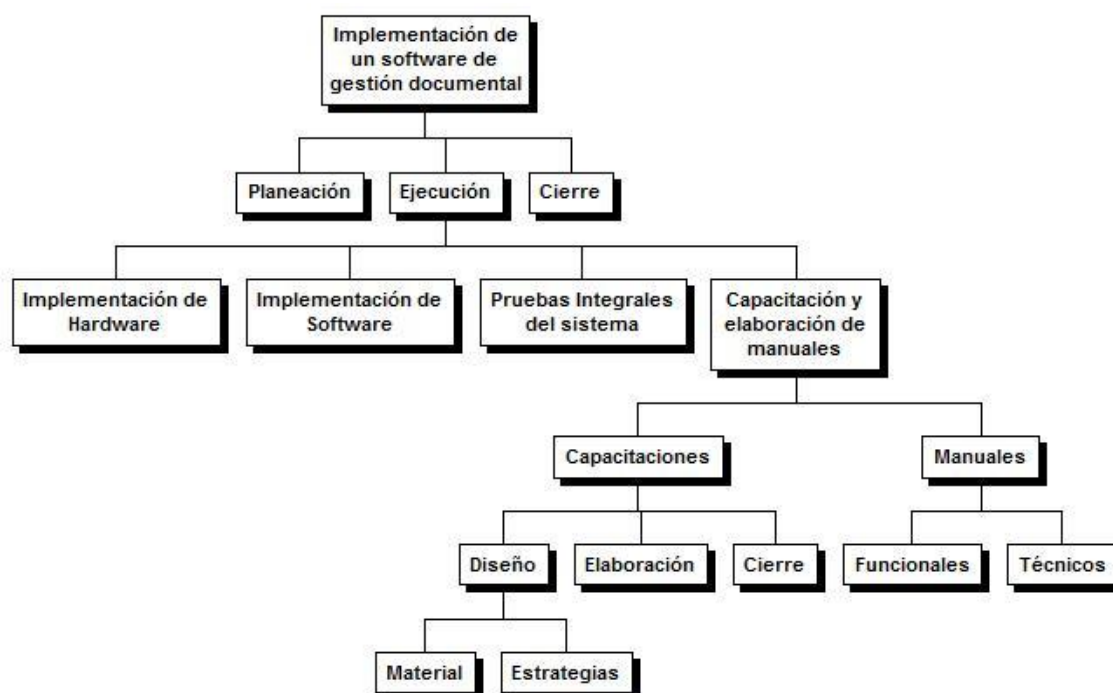 Implementación de
un software de
gestión documental
Planeación
Ejecución
Cierre
Implementación de
Hardware
Implementación de
Software
Pruebas Integrales
del sistema
Capacitación y
elaboración de
manuales
Capacitaciones
Manuales
Diseño
Elaboración
Cierre
Funcionales
Técnicos
Material
Estrategias